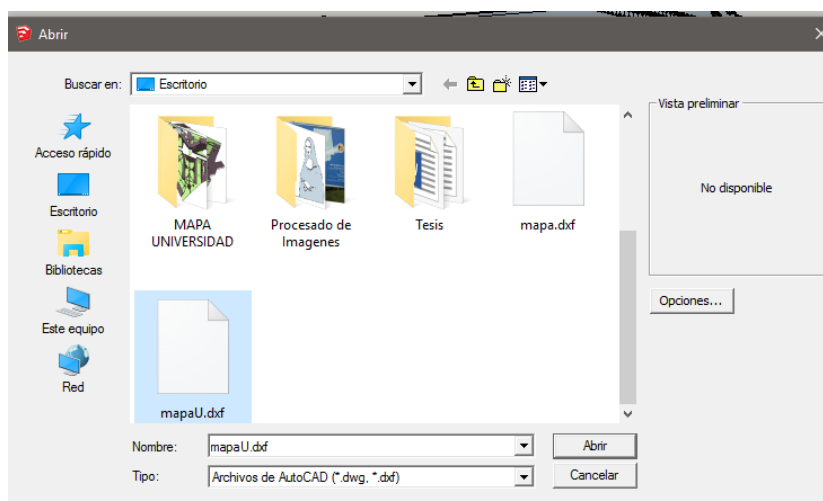 Abrir
Buscar en:
Escritorio
Vista preliminar
No disponible
Opciones...
Acceso rápido
Escritorio
Bibliotecas
Este equipo
Red
MAPA
UNIVERSIDAD
Procesado de
Imagenes
Tesis
mapa.dxf
mapaU.dxf
Nombre:
mapaU.dxf
Abrir
Tipo:
Archivos de AutoCAD (*.dwg, *.dxf)
Cancelar